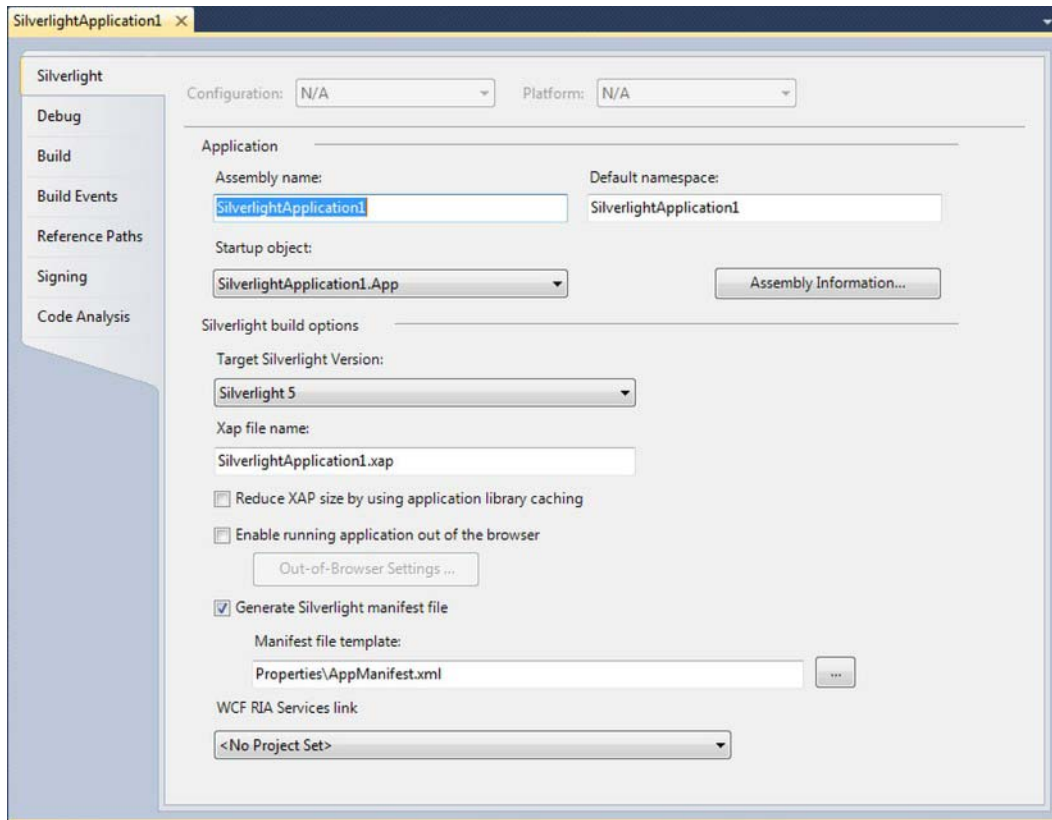 SilverlightApplication1
Silverlight
Debug
Build
Build Events
Reference Paths
Signing
Code Analysis
Configuration: N/A Platform: N/A
Application
Assembly name: Default namespace:
SilverlightApplication1 SilverlightApplication1
Startup object:
SilverlightApplication1.App Assembly Information...
Silverlight build options
Target Silverlight Version:
Silverlight 5
Xap file name:
SilverlightApplication1.xap
Reduce XAP size by using application library caching
Enable running application out of the browser
Out-of-Browser Settings ...
Generate Silverlight manifest file
Manifest file template:
Properties\AppManifest.xml ...
WCF RIA Services link
<No Project Set>